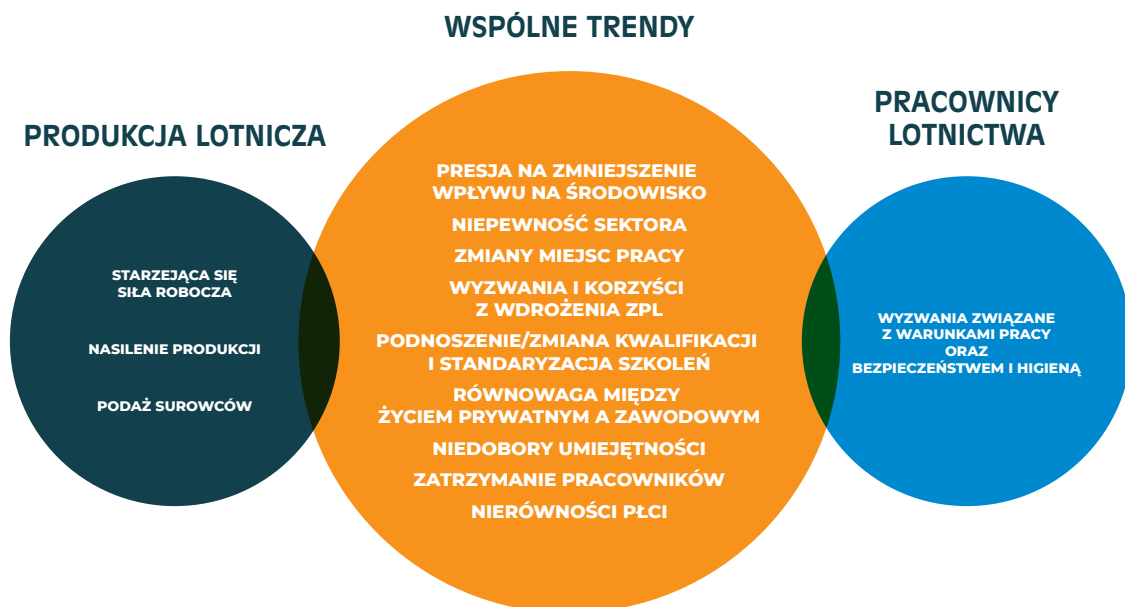 WSPÓLNE TRENDY
PRODUKCJA LOTNICZA
STARZEJĄCA SIĘ
SIŁA ROBOCZA
NASILENIE PRODUKCJI
PODAŻ SUROWCÓW
PRESJA NA ZMNIEJSZENIE
WPŁYWU NA ŚRODOWISKO
NIEPEWNOŚĆ SEKTORA
ZMIANY MIEJSC PRACY
WYZWANIA I KORZYŚCI
Z WDROŻENIA ZPL
PODNOSZENIE/ZMIANA KWALIFIKACJI
I STANDARYZACJA SZKOLEŃ
RÓWNOWAGA MIĘDZY
ŻYCIEM PRYWATNYM A ZAWODOWYM
NIEDOBORY UMIEJĘTNOŚCI
ZATRZYMANIE PRACOWNIKÓW
NIERÓWNOŚCI PŁCI
PRACOWNICY
LOTNICTWA
WYZWANIA ZWIĄZANE
Z WARUNKAMI PRACY
ORAZ
BEZPIECZEŃSTWEM I HIGIENĄ